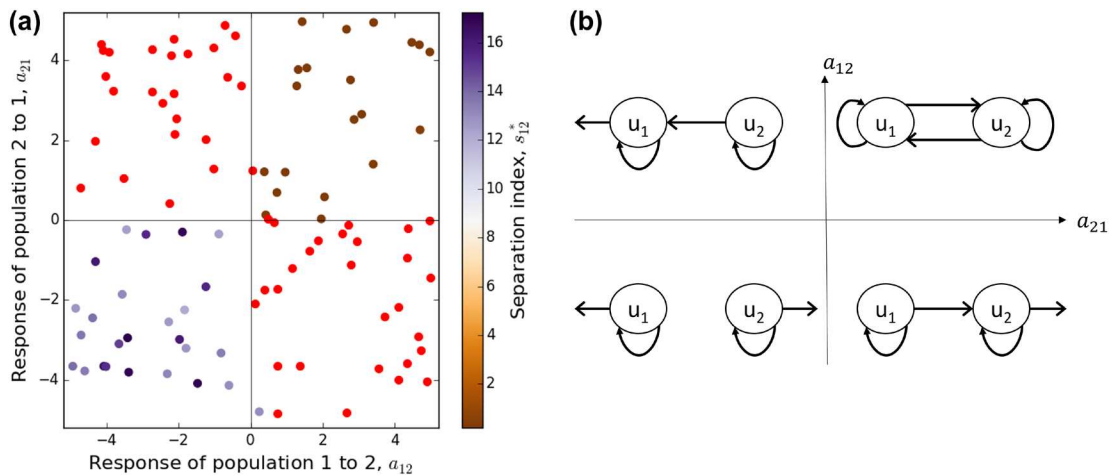 (a)
4
2
0
−2
−4
−4
−2
0
2
4
Response of population 2 to 1, a₂₁
Response of population 1 to 2, a₁₂
16
14
12
10
8
6
4
2
Separation index, s*₁₂
(b)
a₁₂
a₂₁
u₁ u₂ u₁ u₂
u₁ u₂ u₁ u₂